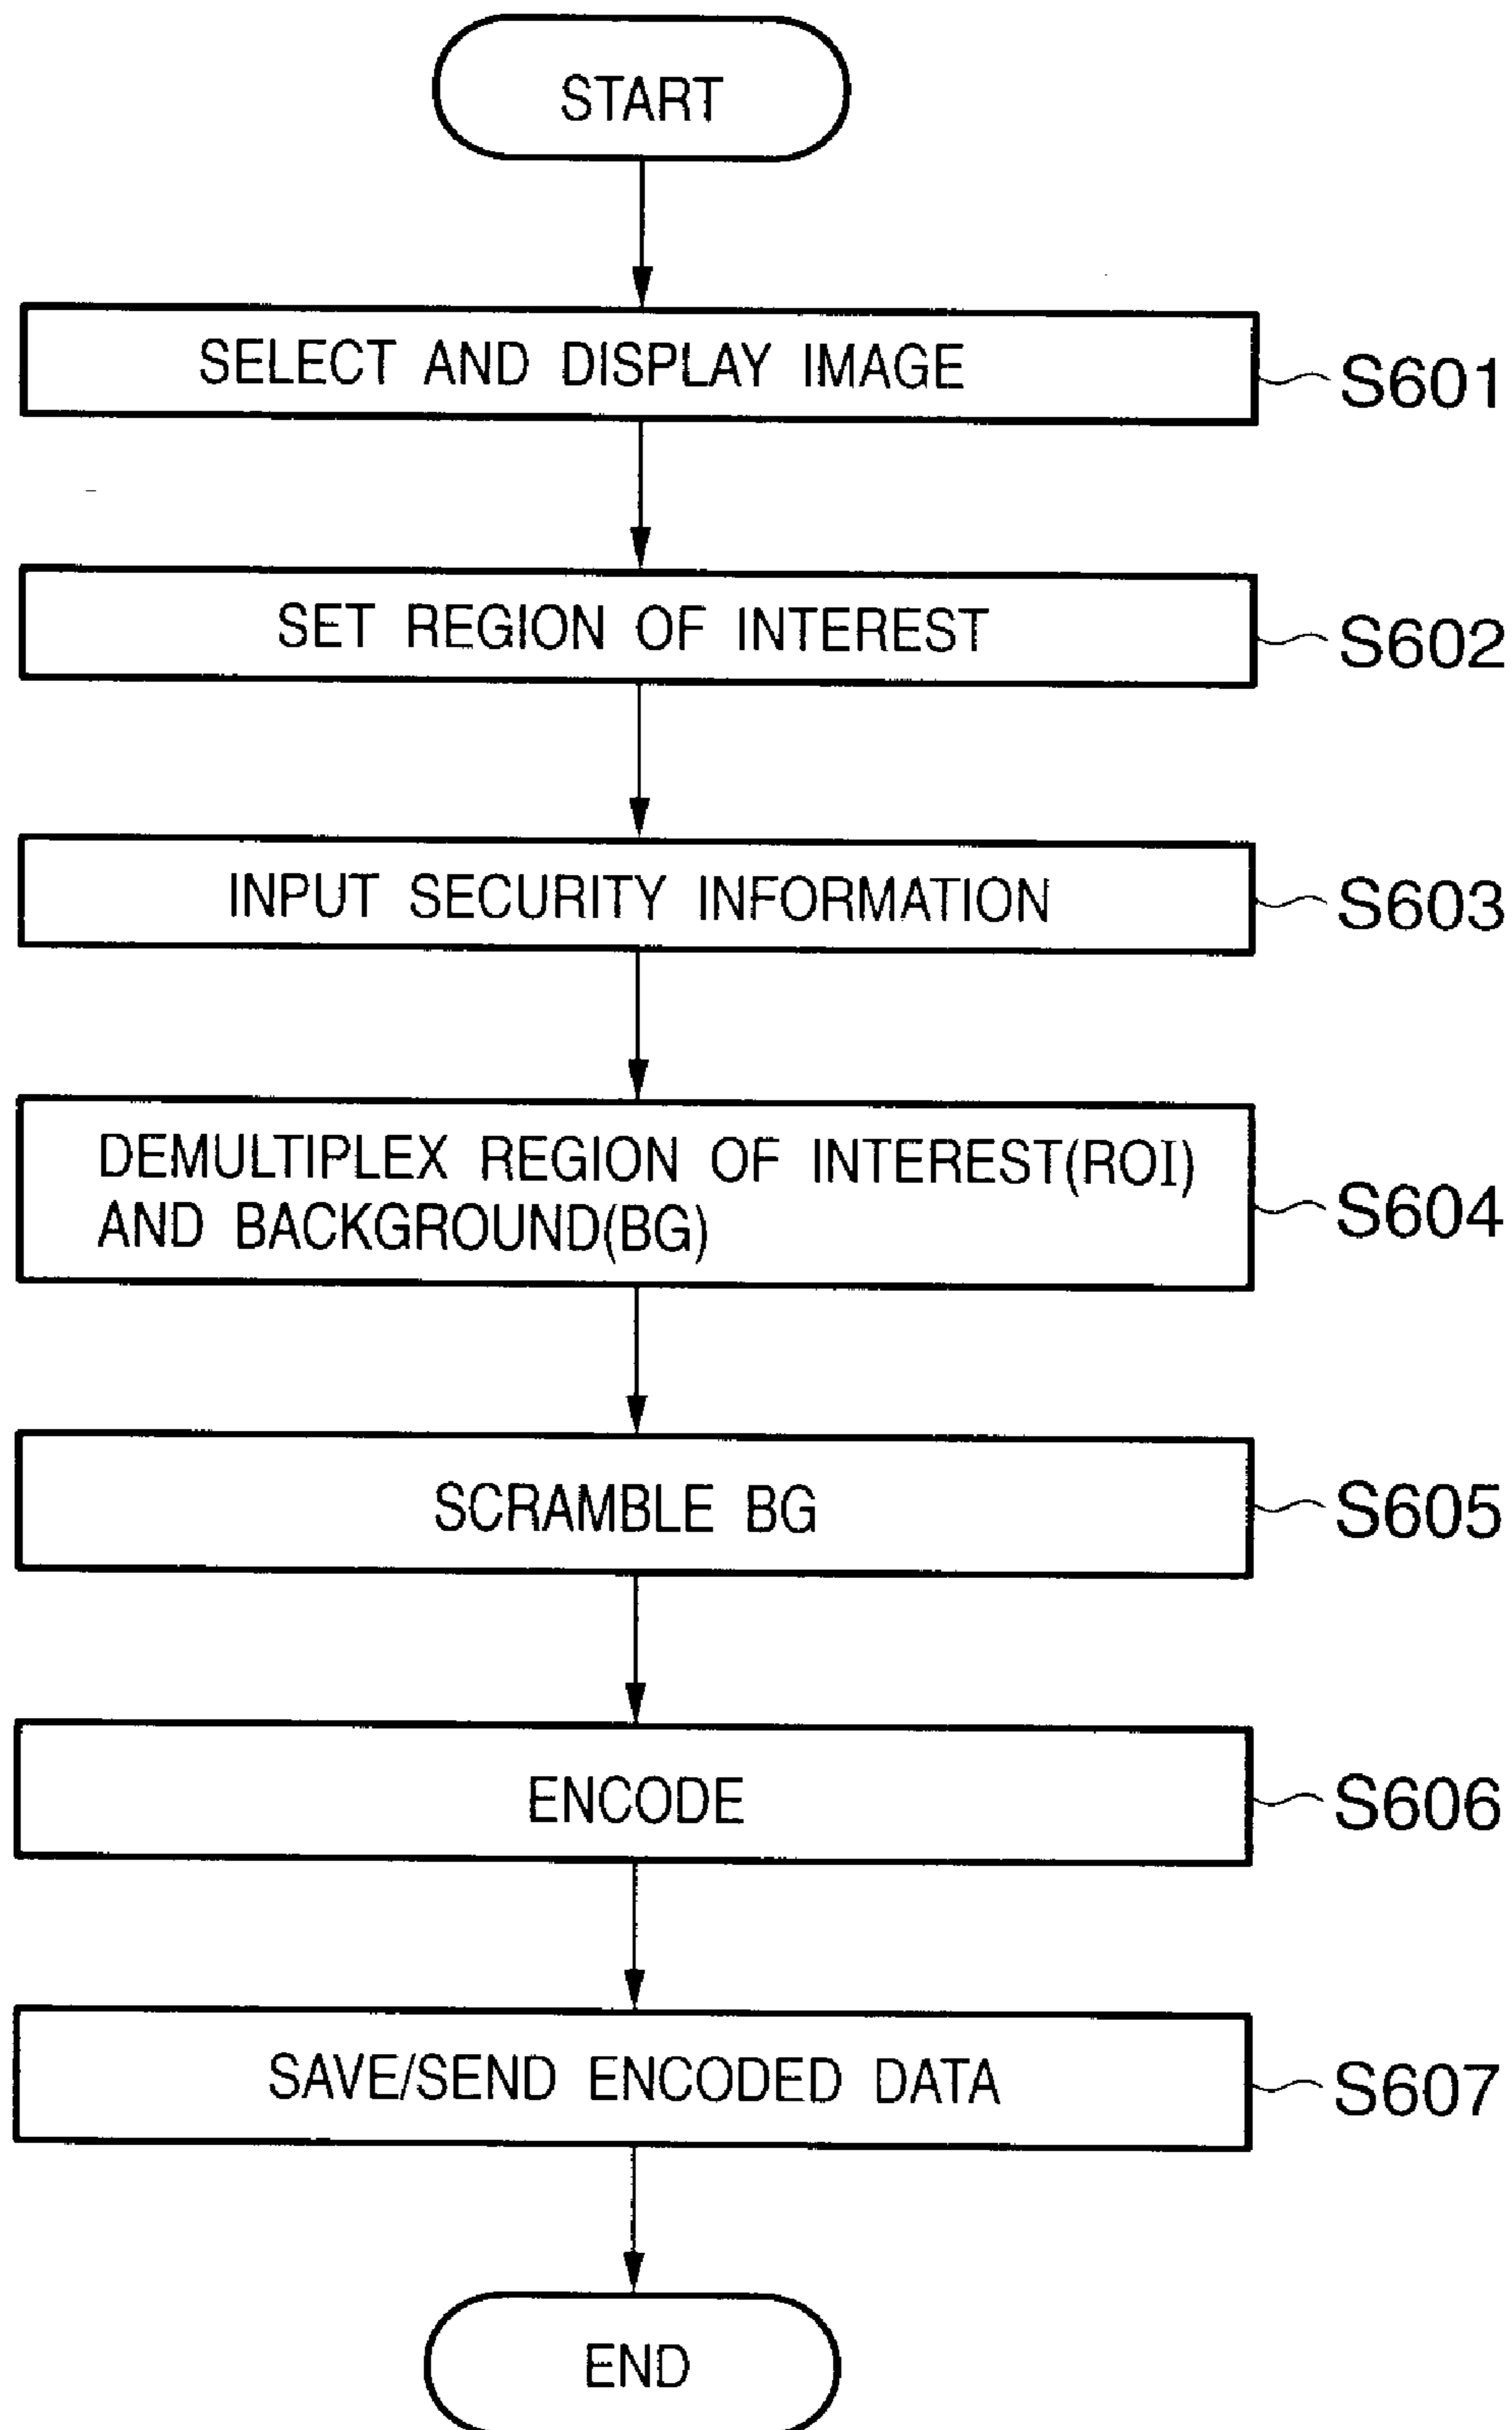 START
SELECT AND DISPLAY IMAGE
S601
SET REGION OF INTEREST
S602
INPUT SECURITY INFORMATION
S603
DEMULTIPLEX REGION OF INTEREST(ROI)
AND BACKGROUND(BG)
S604
SCRAMBLE BG
S605
ENCODE
S606
SAVE/SEND ENCODED DATA
S607
END